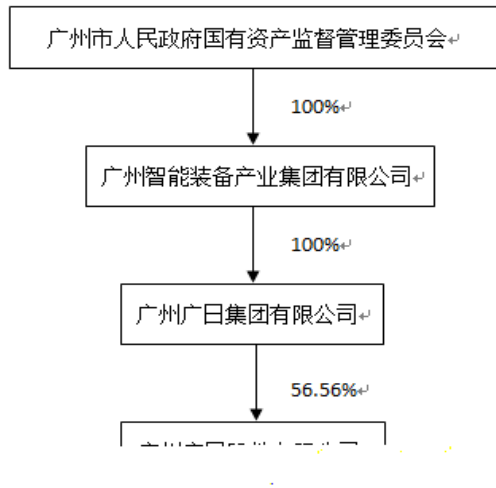 广州市人民政府国有资产监督管理委员会
100%
广州智能装备产业集团有限公司
100%
广州广日集团有限公司
56.56%